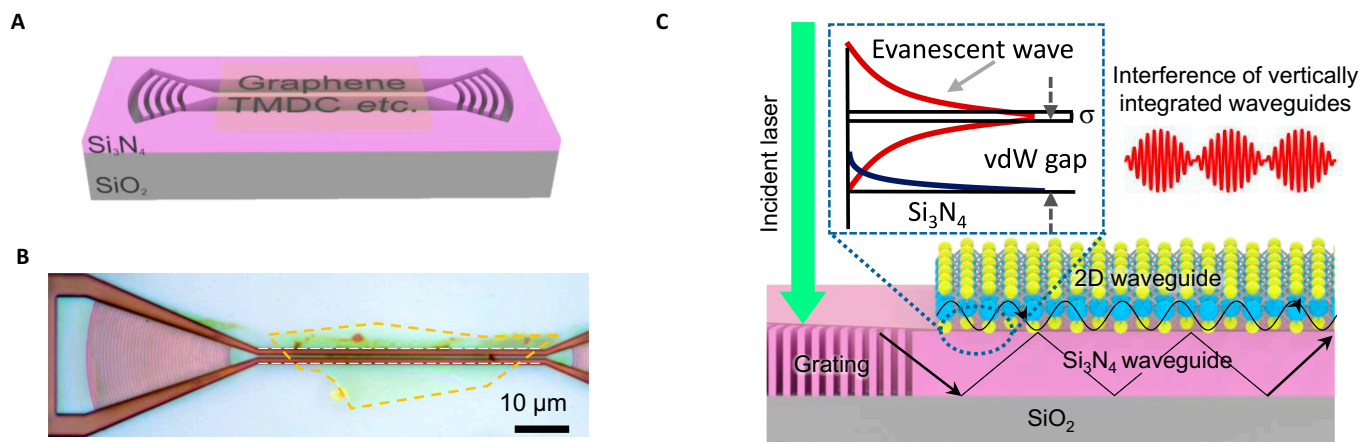 A
Graphene
TMDC etc.
Si₃N₄
SiO₂
B
10 μm
C
Incident laser
Evanescent wave
σ
vdW gap
Si₃N₄
Interference of vertically
integrated waveguides
2D waveguide
Grating
Si₃N₄ waveguide
SiO₂